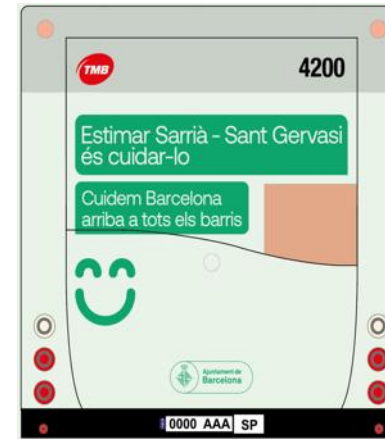 TMB
4200
Estimar Sarrià - Sant Gervasi
és cuidar-lo
Cuidem Barcelona
arriba a tots els barris
Ajuntament de
Barcelona
0000 AAA SP